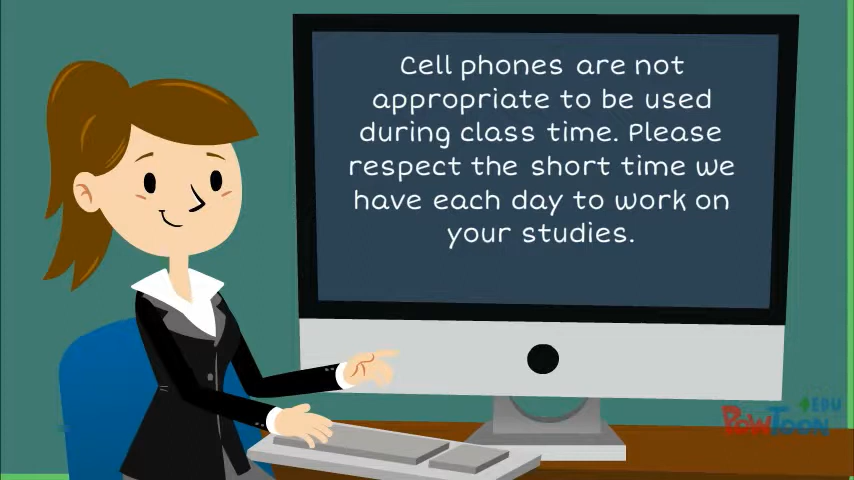 Cell phones are not
appropriate to be used
during class time. Please
respect the short time we
have each day to work on
your studies.
+EDU
POWTOON